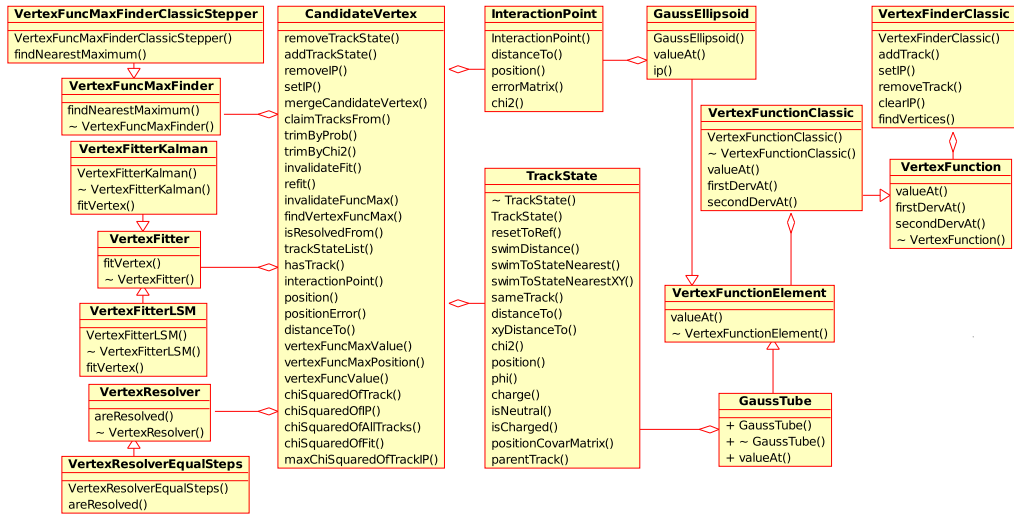 VertexFuncMaxFinderClassicStepper
VertexFuncMaxFinderClassicStepper()
findNearestMaximum()
VertexFuncMaxFinder
findNearestMaximum()
~ VertexFuncMaxFinder()
VertexFitterKalman
VertexFitterKalman()
~ VertexFitterKalman()
fitVertex()
VertexFitter
fitVertex()
~ VertexFitter()
VertexFitterLSM
VertexFitterLSM()
~ VertexFitterLSM()
fitVertex()
VertexResolver
areResolved()
~ VertexResolver()
VertexResolverEqualSteps
VertexResolverEqualSteps()
areResolved()
CandidateVertex
removeTrackState()
addTrackState()
removeIP()
setIP()
mergeCandidateVertex()
claimTracksFrom()
trimByProb()
trimByChi2()
invalidateFit()
refit()
invalidateFuncMax()
findVertexFuncMax()
isResolvedFrom()
trackStateList()
hasTrack()
interactionPoint()
position()
positionError()
distanceTo()
vertexFuncMaxValue()
vertexFuncMaxPosition()
vertexFuncValue()
chiSquaredOfTrack()
chiSquaredOfIP()
chiSquaredOfAllTracks()
chiSquaredOfFit()
maxChiSquaredOfTrackIP()
InteractionPoint
InteractionPoint()
distanceTo()
position()
errorMatrix()
chi2()
TrackState
~ TrackState()
TrackState()
resetToRef()
swimDistance()
swimToStateNearest()
swimToStateNearestXY()
sameTrack()
distanceTo()
xyDistanceTo()
chi2()
position()
phi()
charge()
isNeutral()
isCharged()
positionCovarMatrix()
parentTrack()
GaussEllipsoid
GaussEllipsoid()
valueAt()
ip()
VertexFunctionClassic
VertexFunctionClassic()
~ VertexFunctionClassic()
valueAt()
firstDervAt()
secondDervAt()
VertexFunctionElement
valueAt()
~ VertexFunctionElement()
GaussTube
+ GaussTube()
+ ~ GaussTube()
+ valueAt()
VertexFinderClassic
VertexFinderClassic()
addTrack()
setIP()
removeTrack()
clearIP()
findVertices()
VertexFunction
valueAt()
firstDervAt()
secondDervAt()
~ VertexFunction()